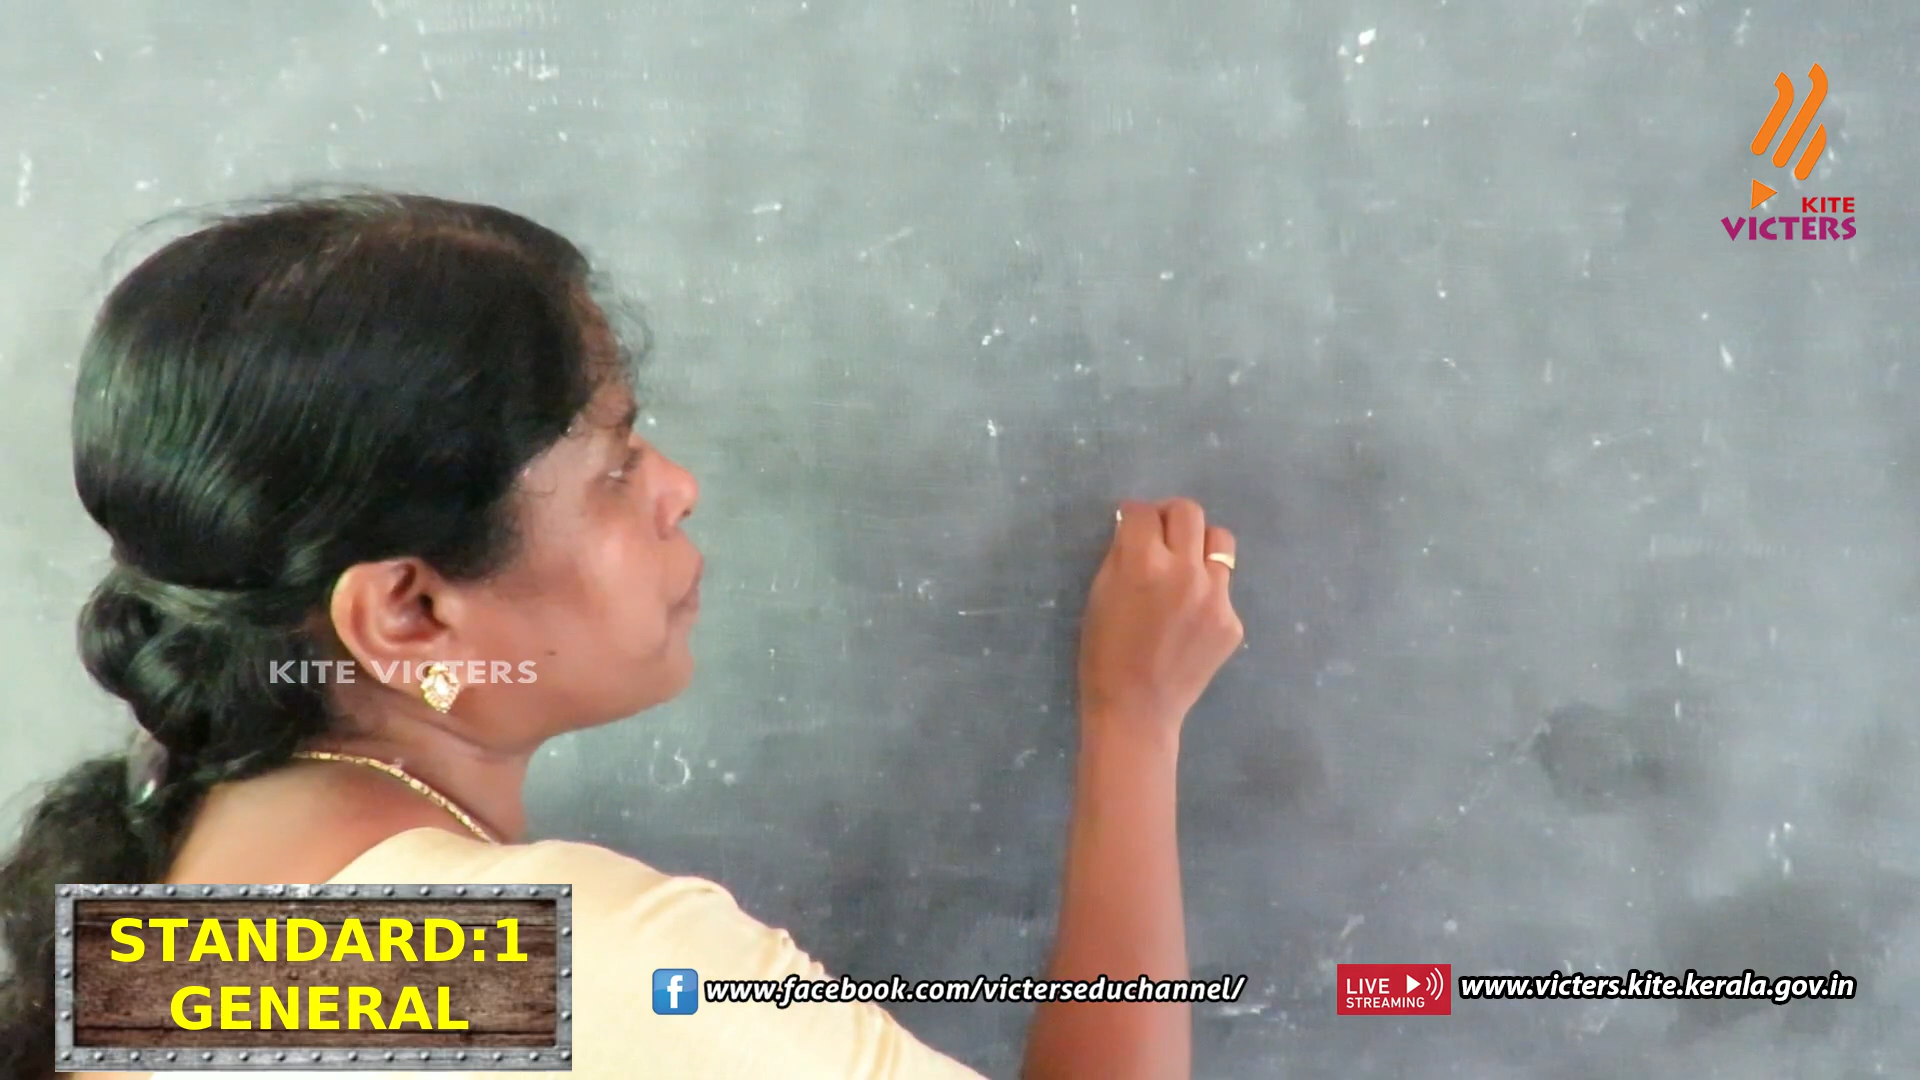 KITE
VICTERS
KITE VICTERS
STANDARD:1
GENERAL
www.facebook.com/victerseduchannel/
LIVE
STREAMING
www.victers.kite.kerala.gov.in